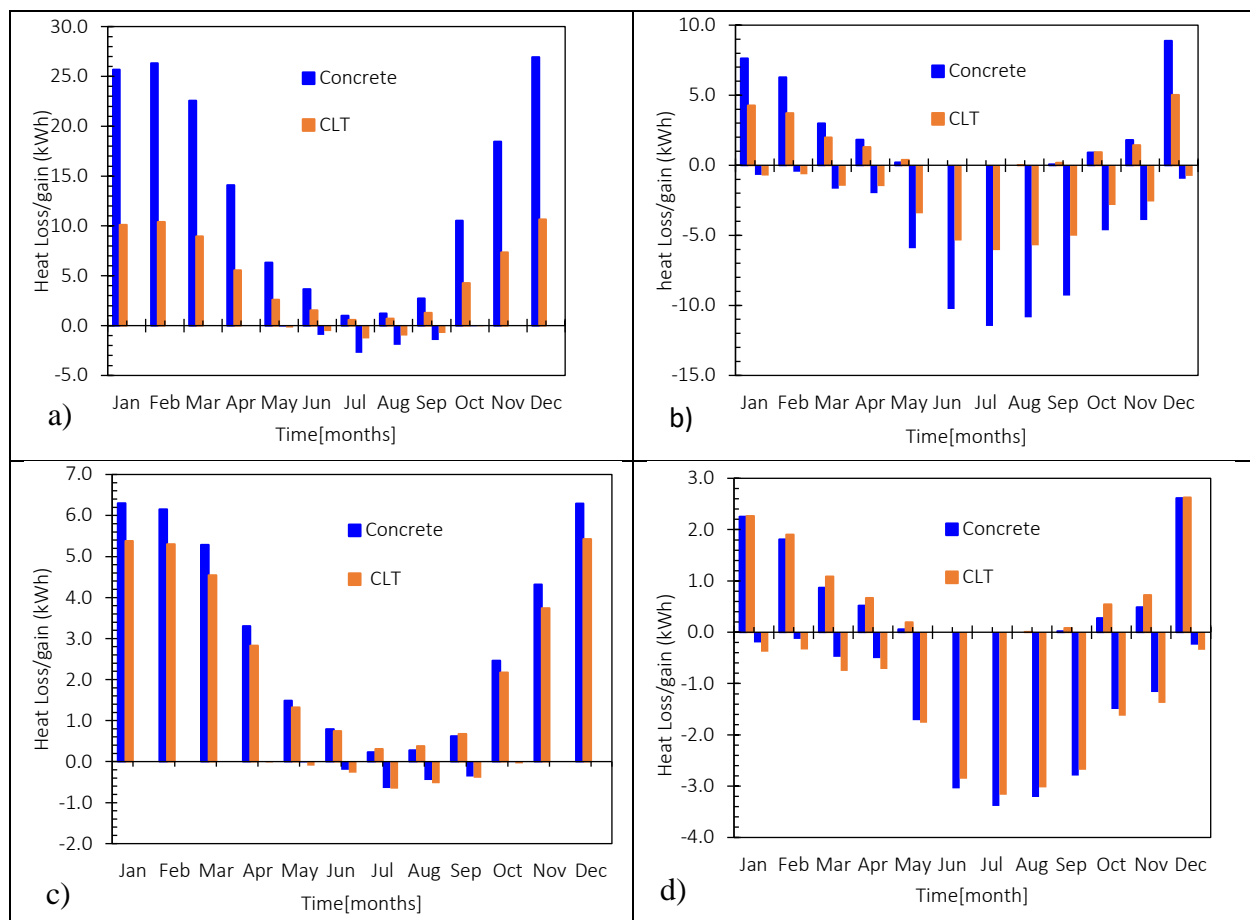 30.0
25.0
20.0
15.0
10.0
5.0
0.0
-5.0
Heat Loss/gain (kWh)
Concrete
CLT
Jan Feb Mar Apr May Jun Jul Aug Sep Oct Nov Dec
Time[months]
a)
10.0
5.0
0.0
-5.0
-10.0
-15.0
heat Loss/gain (kWh)
Concrete
CLT
Jan Feb Mar Apr May Jun Jul Aug Sep Oct Nov Dec
Time[months]
b)
7.0
6.0
5.0
4.0
3.0
2.0
1.0
0.0
-1.0
-2.0
Heat Loss/gain (kWh)
Concrete
CLT
Jan Feb Mar Apr May Jun Jul Aug Sep Oct Nov Dec
Time[months]
c)
3.0
2.0
1.0
0.0
-1.0
-2.0
-3.0
-4.0
Heat Loss/gain (kWh)
Concrete
CLT
Jan Feb Mar Apr May Jun Jul Aug Sep Oct Nov Dec
Time[months]
d)